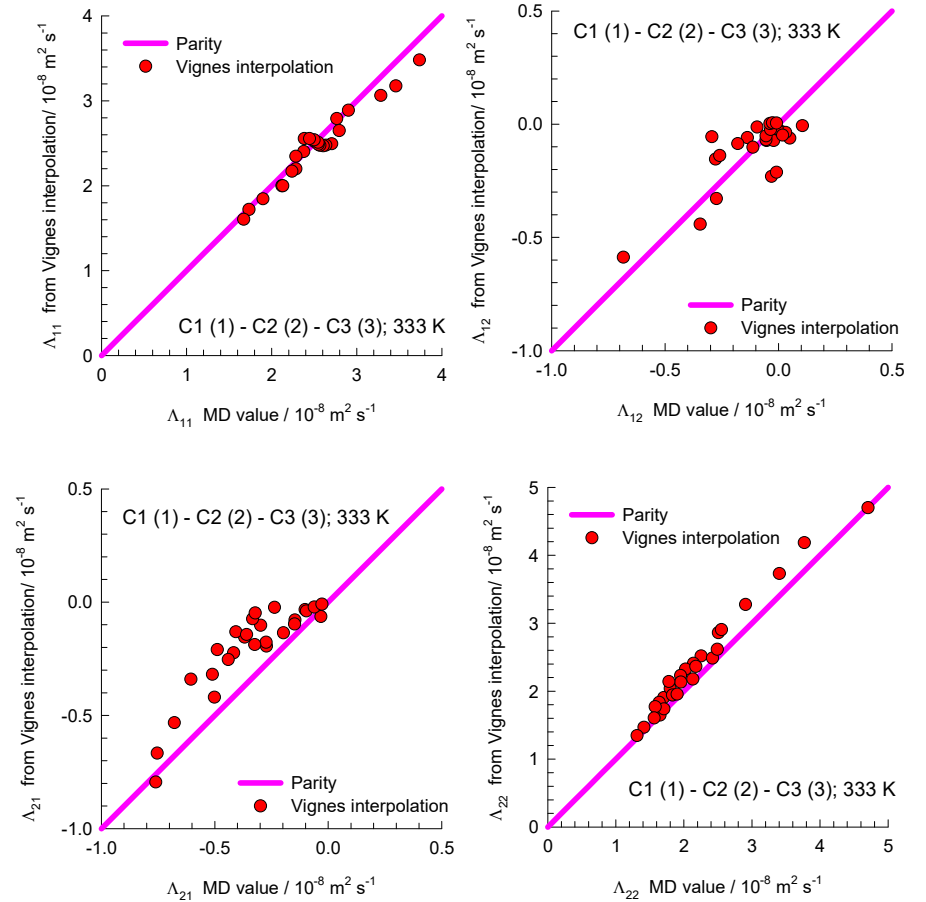 4
3
2
1
0
0
1
2
3
4
Λ11 from Vignes interpolation/ 10-8 m2 s-1
Parity
Vignes interpolation
C1 (1) - C2 (2) - C3 (3); 333 K
Λ11 MD value / 10-8 m2 s-1
0.5
0.0
-0.5
-1.0
-1.0
-0.5
0.0
0.5
Λ12 from Vignes interpolation/ 10-8 m2 s-1
C1 (1) - C2 (2) - C3 (3); 333 K
Parity
Vignes interpolation
Λ12 MD value / 10-8 m2 s-1
0.5
0.0
-0.5
-1.0
-1.0
-0.5
0.0
0.5
Λ21 from Vignes interpolation/ 10-8 m2 s-1
C1 (1) - C2 (2) - C3 (3); 333 K
Parity
Vignes interpolation
Λ21 MD value / 10-8 m2 s-1
5
4
3
2
1
0
0
1
2
3
4
5
Λ22 from Vignes interpolation/ 10-8 m2 s-1
Parity
Vignes interpolation
C1 (1) - C2 (2) - C3 (3); 333 K
Λ22 MD value / 10-8 m2 s-1